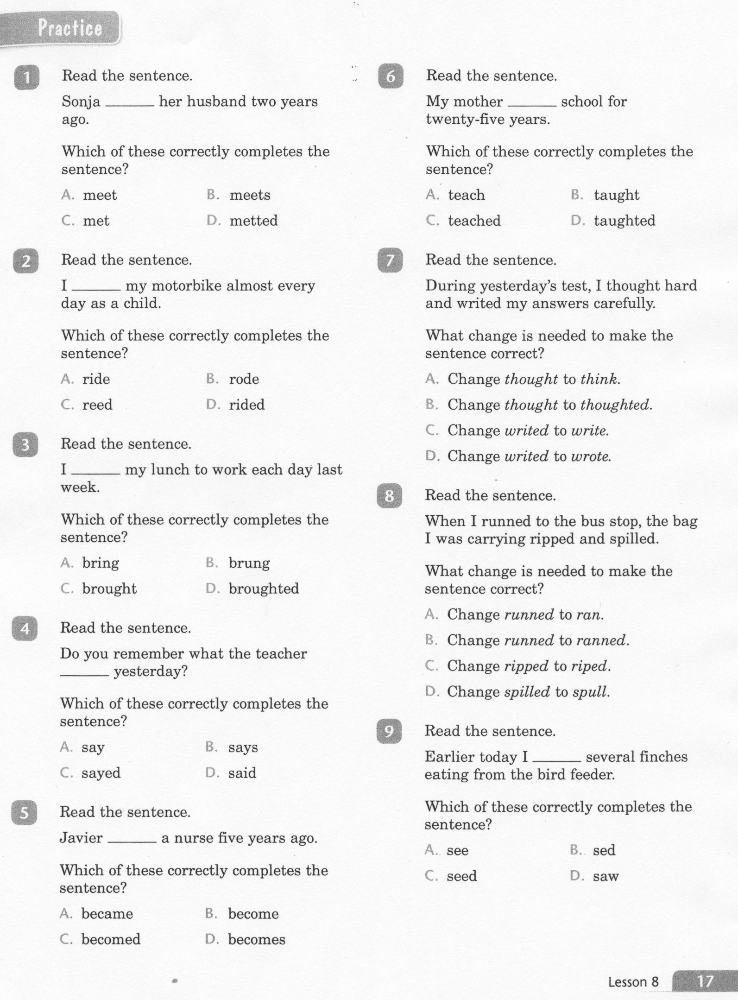 Practice
1
Read the sentence.
Sonja ______ her husband two years
ago.
Which of these correctly completes the
sentence?
A. meet B. meets
C. met D. metted
2
Read the sentence.
I ______ my motorbike almost every
day as a child.
Which of these correctly completes the
sentence?
A. ride B. rode
C. reed D. rided
3
Read the sentence.
I ______ my lunch to work each day last
week.
Which of these correctly completes the
sentence?
A. bring B. brung
C. brought D. broughted
4
Read the sentence.
Do you remember what the teacher
______ yesterday?
Which of these correctly completes the
sentence?
A. say B. says
C. sayed D. said
5
Read the sentence.
Javier ______ a nurse five years ago.
Which of these correctly completes the
sentence?
A. became B. become
C. becomed D. becomes
6
Read the sentence.
My mother ______ school for
twenty-five years.
Which of these correctly completes the
sentence?
A. teach B. taught
C. teached D. taughted
7
Read the sentence.
During yesterday's test, I thought hard
and writed my answers carefully.
What change is needed to make the
sentence correct?
A. Change thought to think.
B. Change thought to thoughted.
C. Change writed to write.
D. Change writed to wrote.
8
Read the sentence.
When I runned to the bus stop, the bag
I was carrying ripped and spilled.
What change is needed to make the
sentence correct?
A. Change runned to ran.
B. Change runned to ranned.
C. Change ripped to riped.
D. Change spilled to spull.
9
Read the sentence.
Earlier today I ______ several finches
eating from the bird feeder.
Which of these correctly completes the
sentence?
A. see B. sed
C. seed D. saw
Lesson 8 17